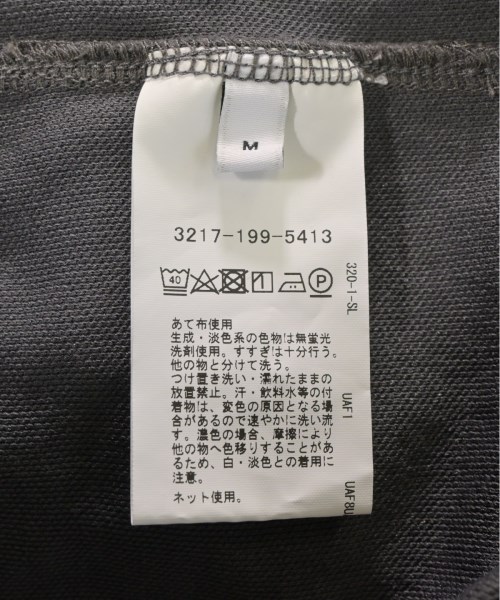 M
3217-199-5413
40
P
あて布使用
生成・淡色系の色物は無蛍光
洗剤使用。すすぎは十分行う。
他の物と分けて洗う。
つけ置き洗い・濡れたままの
放置禁止。汗・飲料水等の付
着物は、変色の原因となる場
合があるので速やかに洗い流
す。濃色の場合、摩擦により
他の物へ色移りすることがあ
るため、白・淡色との着用に
注意。
ネット使用。
320-1-SL
UAF1
UAF8U